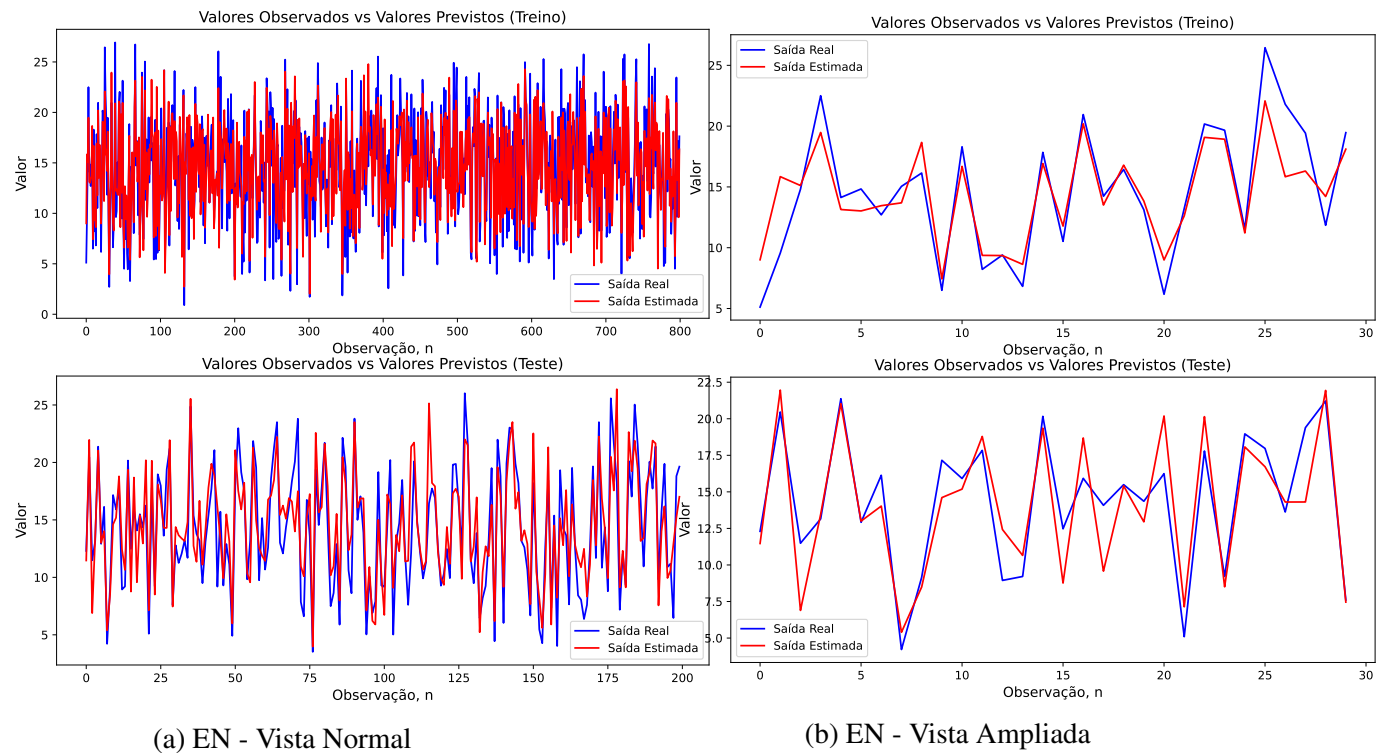 Valores Observados vs Valores Previstos (Treino)
Valor
25
20
15
10
5
0
Saída Real
Saída Estimada
0 100 200 300 400 500 600 700 800
Observação, n
Valores Observados vs Valores Previstos (Teste)
Valor
25
20
15
10
5
Saída Real
Saída Estimada
0 25 50 75 100 125 150 175 200
Observação, n
(a) EN - Vista Normal
Valores Observados vs Valores Previstos (Treino)
Valor
25
20
15
10
5
Saída Real
Saída Estimada
0 5 10 15 20 25 30
Observação, n
Valores Observados vs Valores Previstos (Teste)
Valor
22.5
20.0
17.5
15.0
12.5
10.0
7.5
5.0
Saída Real
Saída Estimada
0 5 10 15 20 25 30
Observação, n
(b) EN - Vista Ampliada